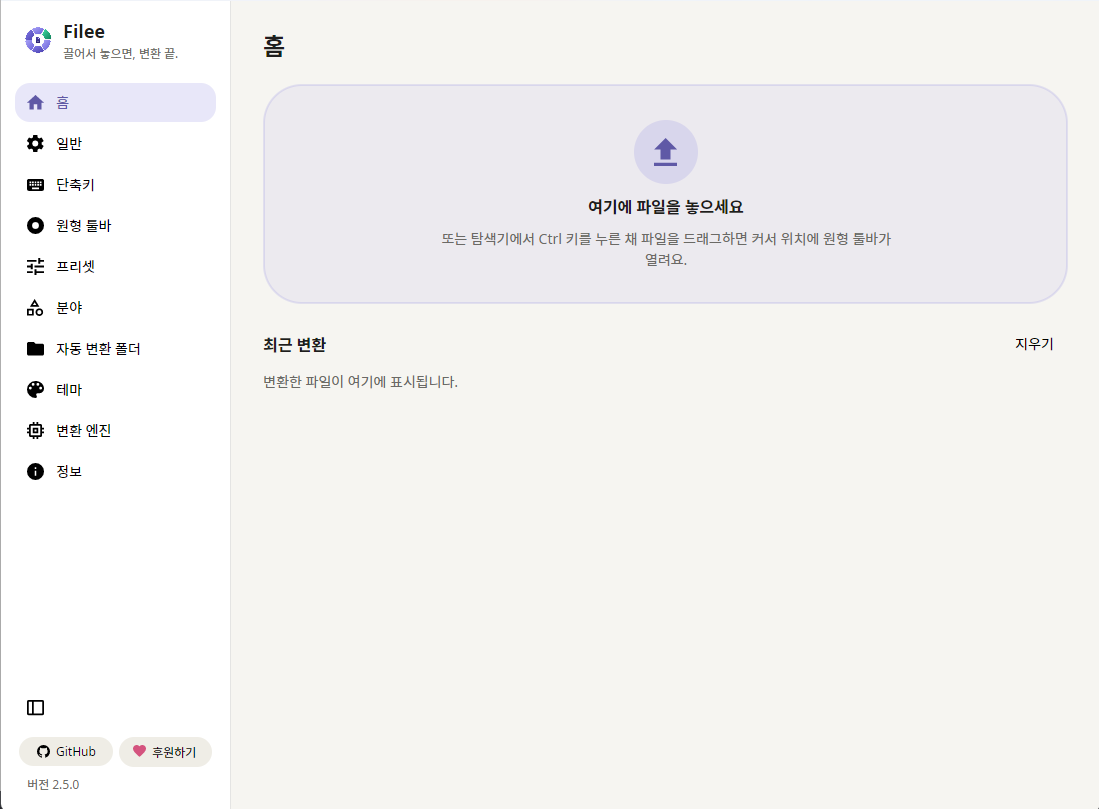 Filee
끌어서 놓으면, 변환 끝.
홈
일반
단축키
원형 툴바
프리셋
분야
자동 변환 폴더
테마
변환 엔진
정보
GitHub
후원하기
버전 2.5.0
홈
여기에 파일을 놓으세요
또는 탐색기에서 Ctrl 키를 누른 채 파일을 드래그하면 커서 위치에 원형 툴바가
열려요.
최근 변환
지우기
변환한 파일이 여기에 표시됩니다.